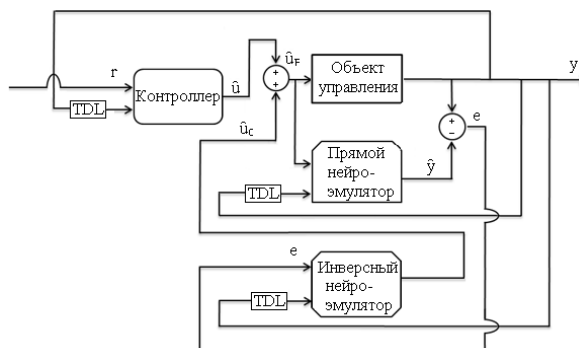 r
Контроллер
TDL
û
û_F
+
+
Объект
управления
y
+
−
e
û_C
Прямой
нейро-
эмулятор
ŷ
TDL
e
Инверсный
нейро-
эмулятор
TDL